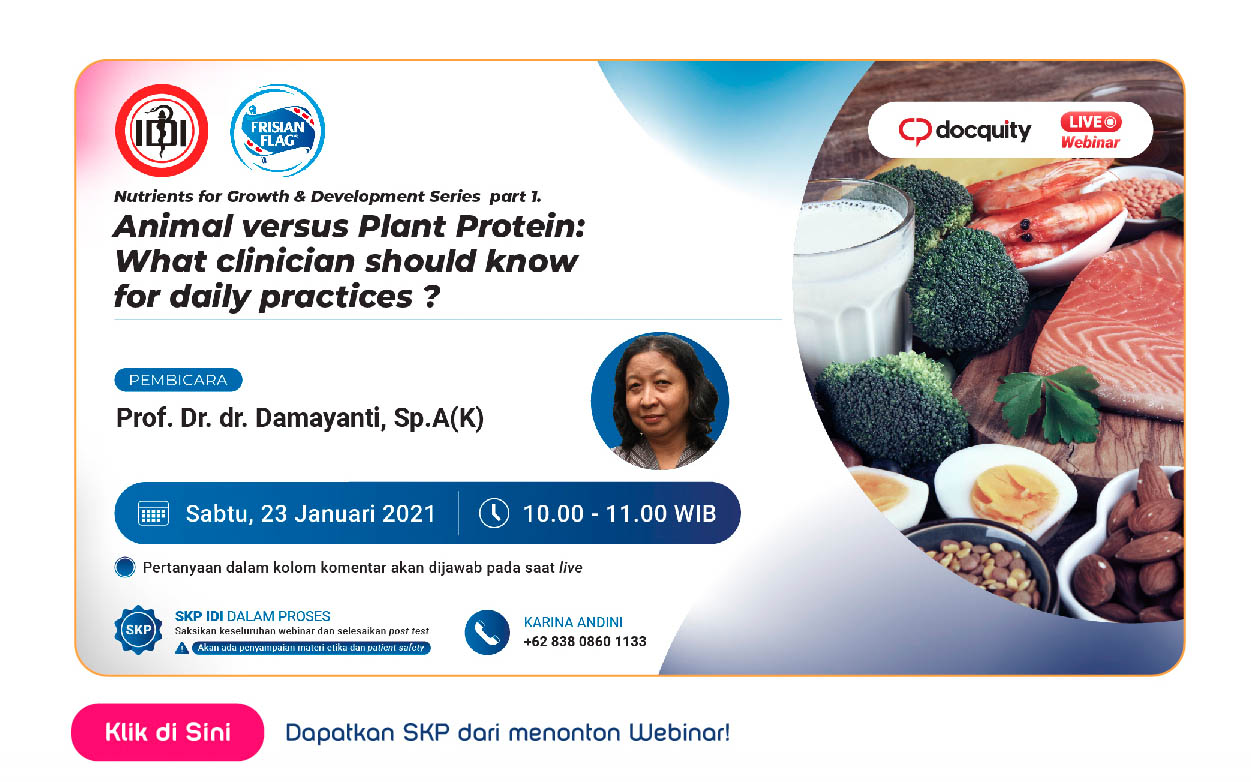 IDI
FRISIAN
FLAG
docquity
LIVE
Webinar
Nutrients for Growth & Development Series part 1.
Animal versus Plant Protein:
What clinician should know
for daily practices ?
PEMBICARA
Prof. Dr. dr. Damayanti, Sp.A(K)
Sabtu, 23 Januari 2021
10.00 - 11.00 WIB
Pertanyaan dalam kolom komentar akan dijawab pada saat live
SKP
SKP IDI DALAM PROSES
Saksikan keseluruhan webinar dan selesaikan post test
Akan ada penyampaian materi etika dan patient safety
KARINA ANDINI
+62 838 0860 1133
Klik di Sini
Dapatkan SKP dari menonton Webinar!